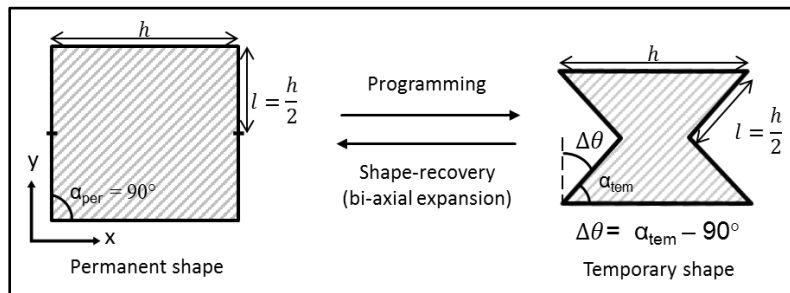 h
l = h/2
y
α_per = 90°
x
Permanent shape
Programming
Shape-recovery
(bi-axial expansion)
h
l = h/2
Δθ
α_tem
Δθ = α_tem – 90°
Temporary shape